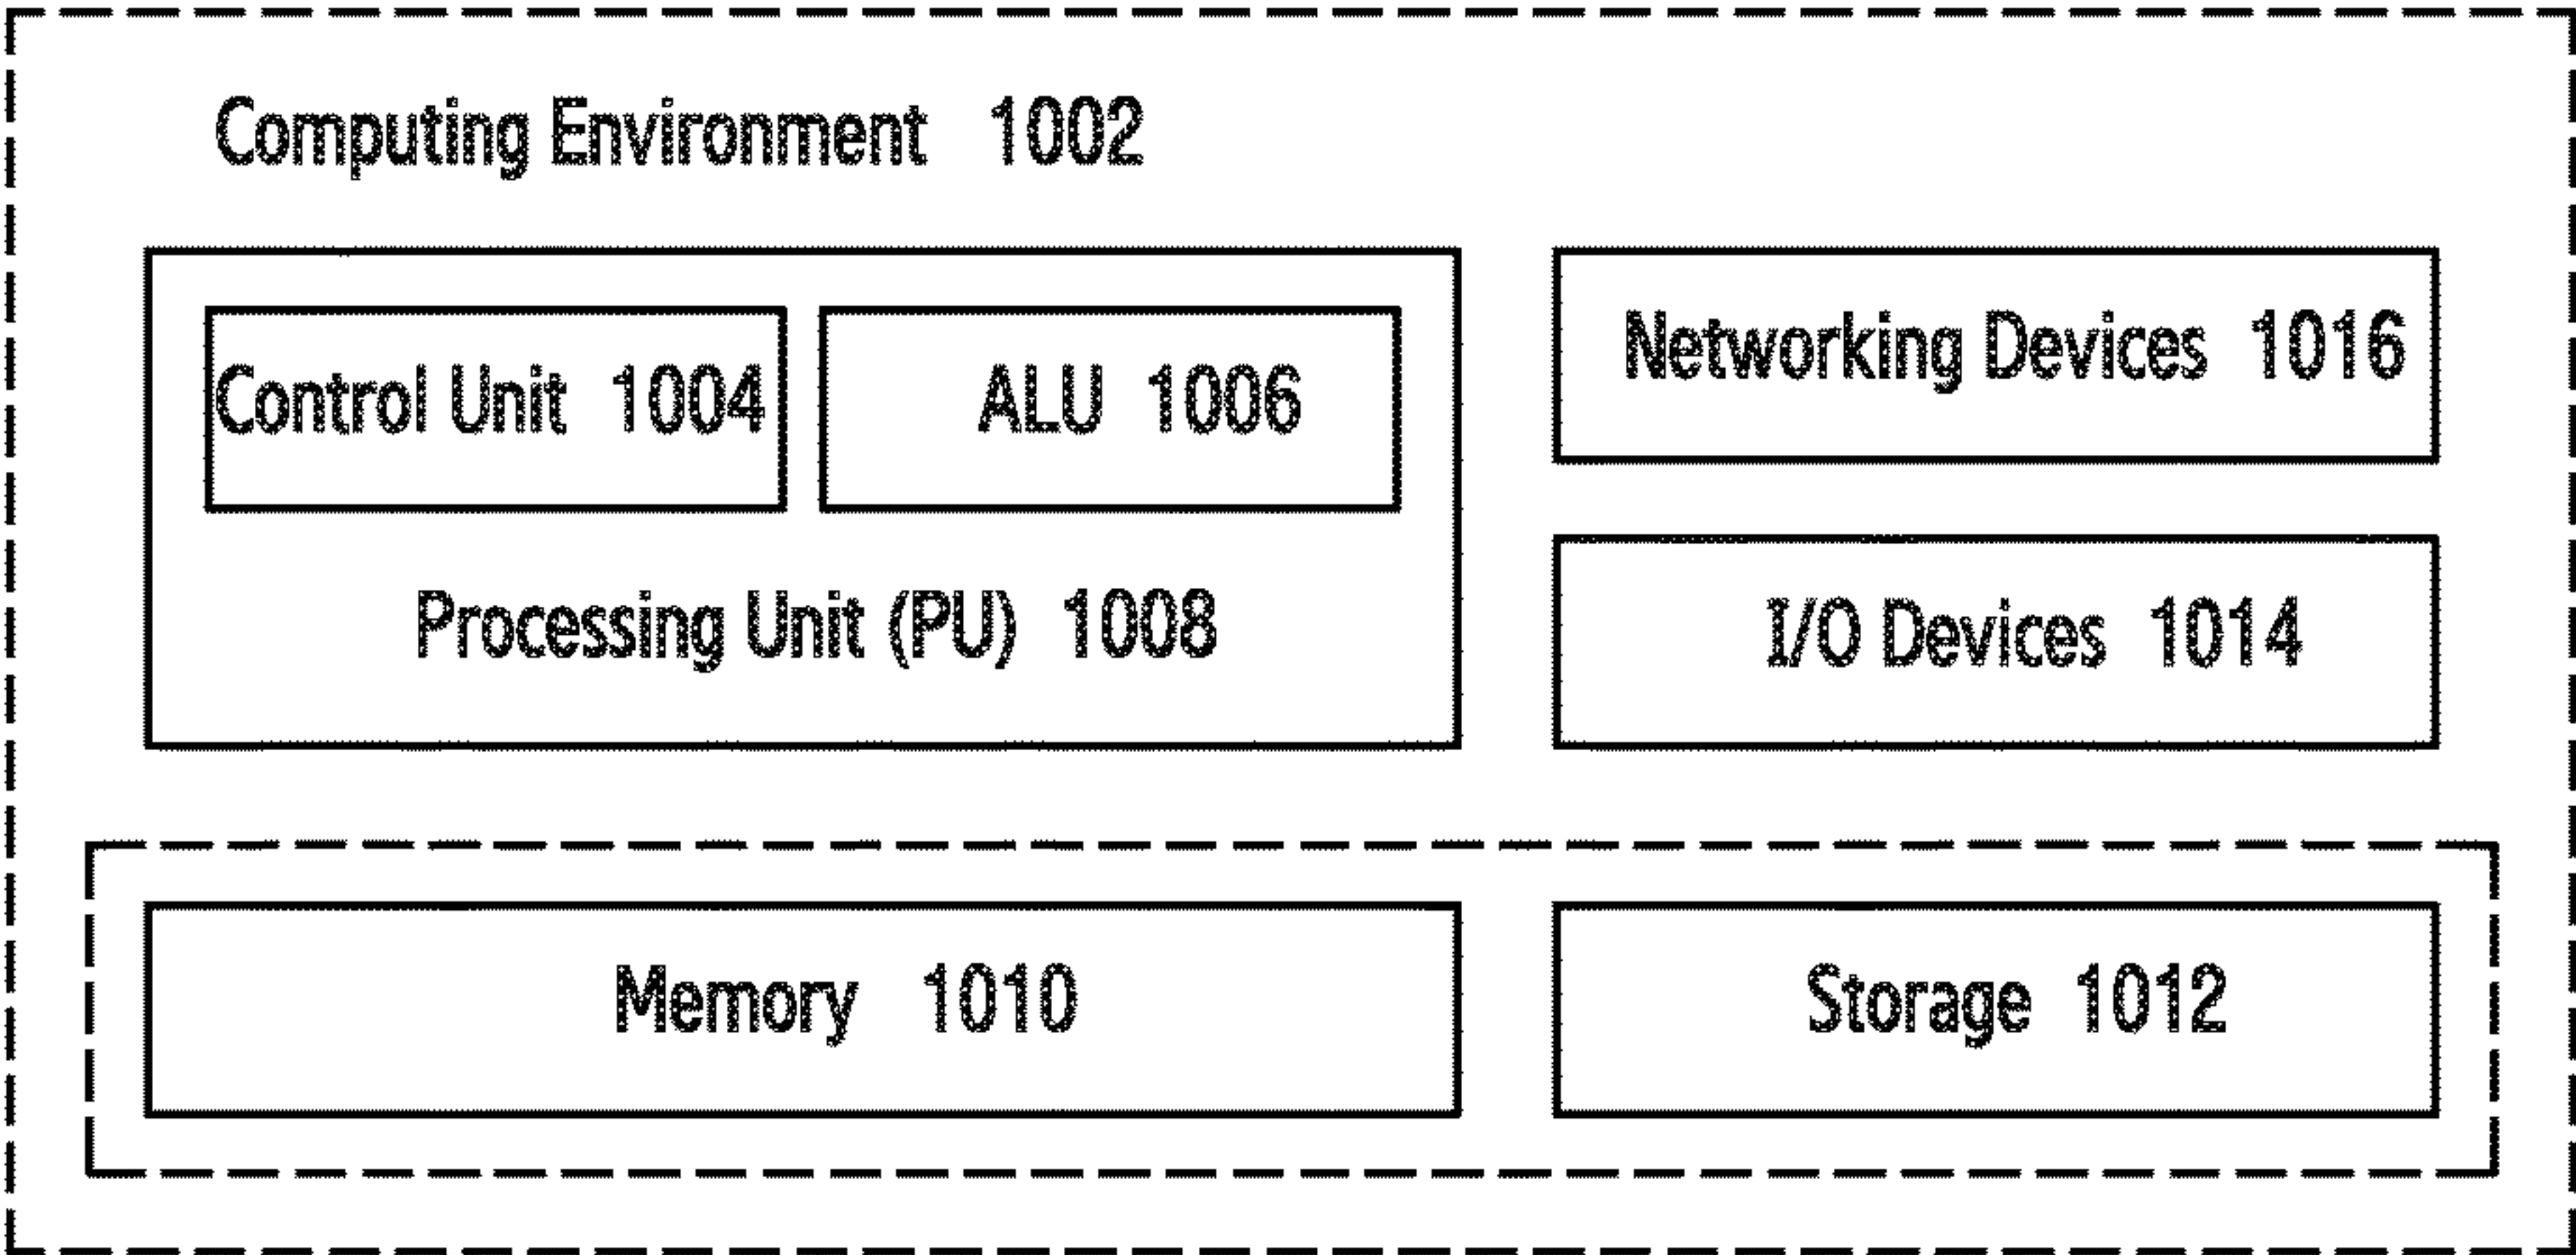 Computing Environment 1002
Control Unit 1004
ALU 1006
Processing Unit (PU) 1008
Networking Devices 1016
I/O Devices 1014
Memory 1010
Storage 1012